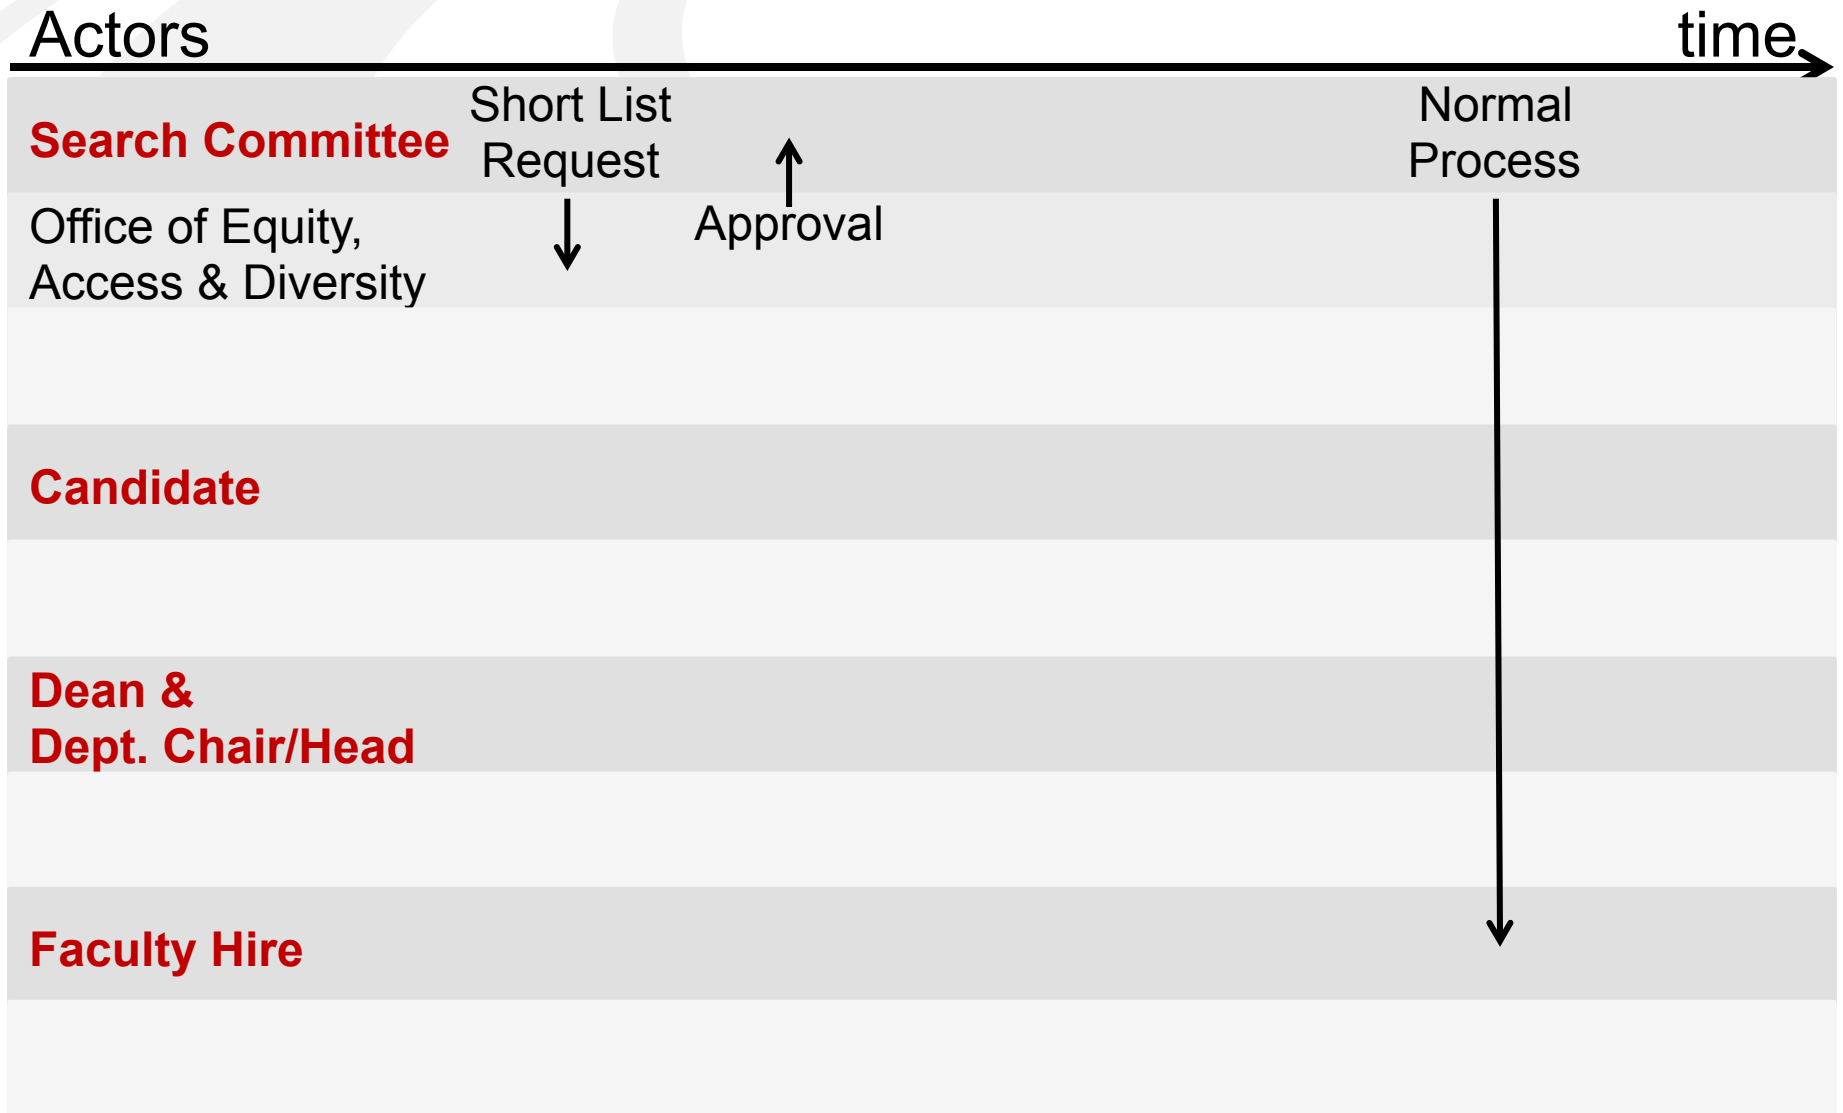 Actors
time
Short List
Normal
Search Committee
Request
Process
Office of Equity,
Approval
Access & Diversity
Candidate
Dean &
Dept. Chair/Head
Faculty Hire